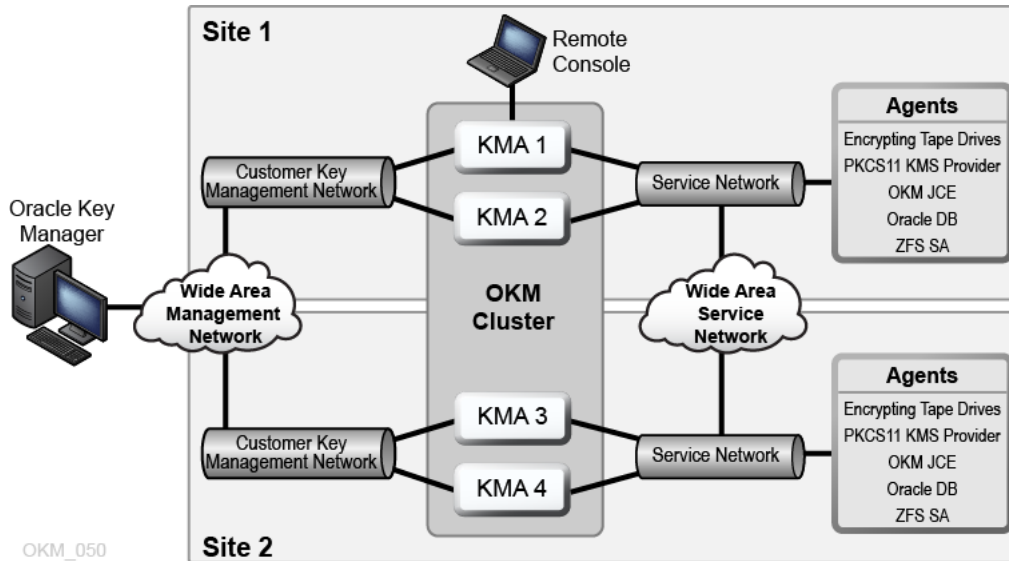 Site 1
Remote
Console
Agents
Encrypting Tape Drives
PKCS11 KMS Provider
OKM JCE
Oracle DB
ZFS SA
KMA 1
Customer Key
Management Network
Service Network
KMA 2
Oracle Key
Manager
Wide Area
Management
Network
OKM
Cluster
Wide Area
Service
Network
Agents
Encrypting Tape Drives
PKCS11 KMS Provider
OKM JCE
Oracle DB
ZFS SA
KMA 3
Customer Key
Management Network
Service Network
KMA 4
Site 2
OKM_050